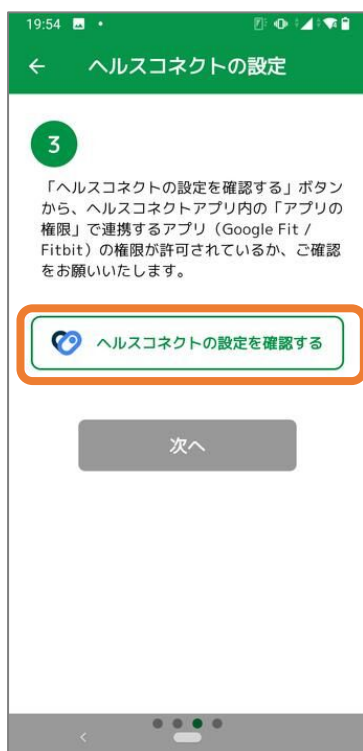 19:54
ヘルスコネクトの設定
3
「ヘルスコネクトの設定を確認する」ボタン
から、ヘルスコネクトアプリ内の「アプリの
権限」で連携するアプリ（Google Fit /
Fitbit）の権限が許可されているか、ご確認
をお願いいたします。
ヘルスコネクトの設定を確認する
次へ